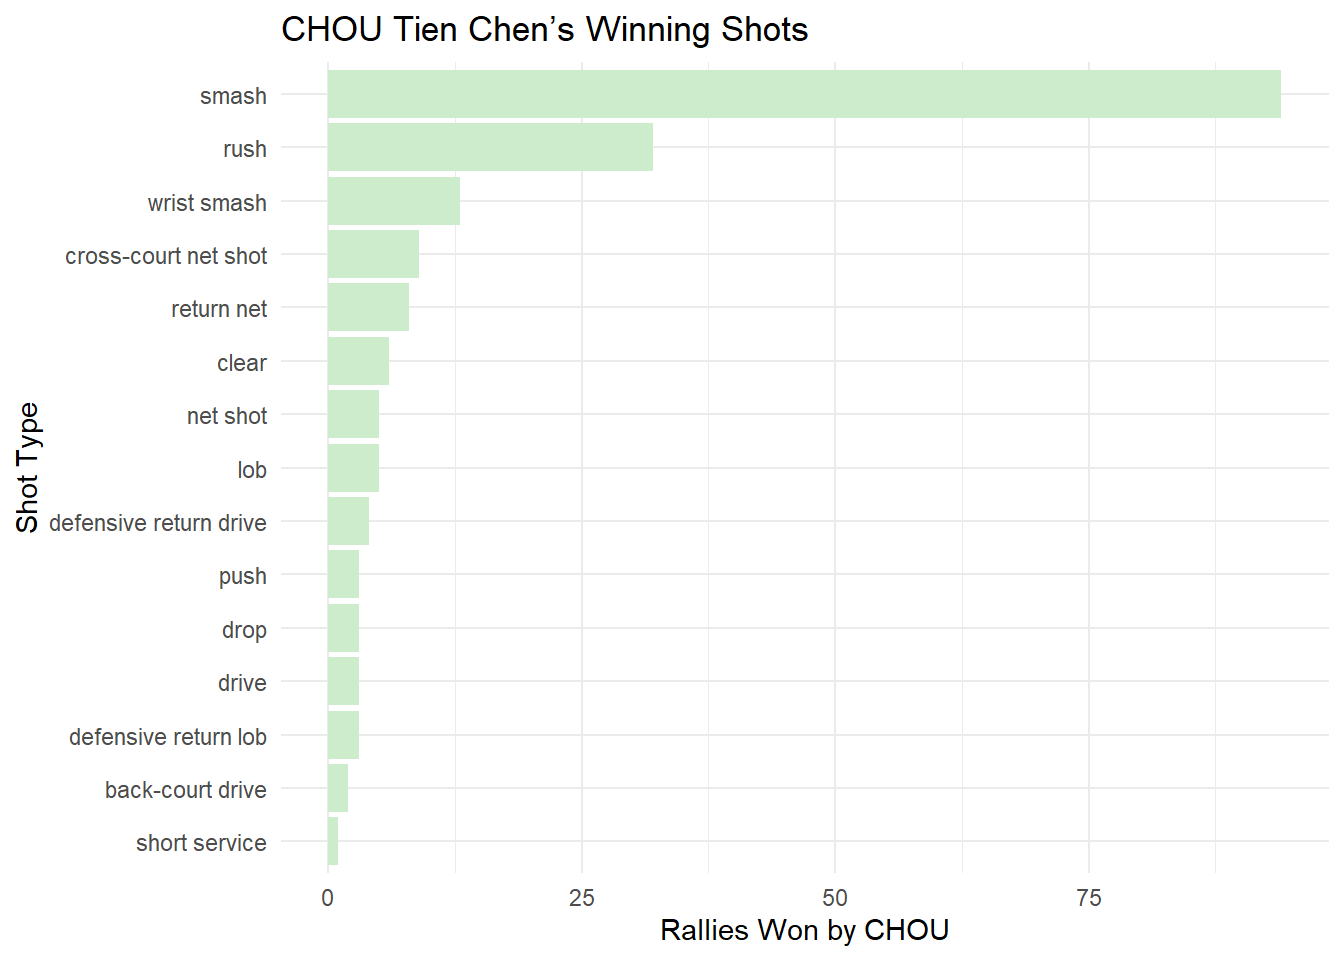 CHOU Tien Chen’s Winning Shots
Shot Type
smash
rush
wrist smash
cross-court net shot
return net
clear
net shot
lob
defensive return drive
push
drop
drive
defensive return lob
back-court drive
short service
0 25 50 75
Rallies Won by CHOU